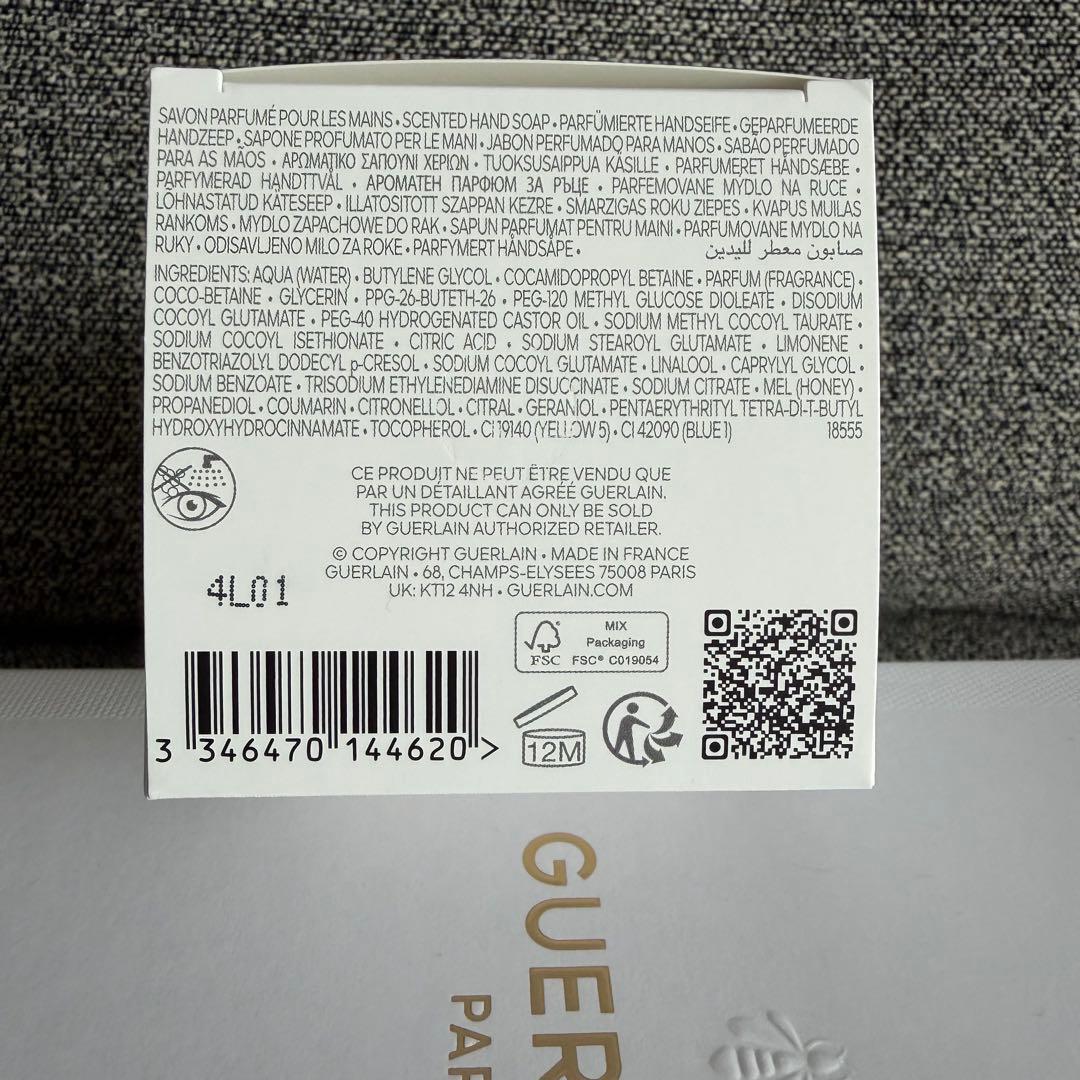 SAVON PARFUMÉ POUR LES MAINS • SCENTED HAND SOAP • PARFÜMIERTE HANDSEIFE • GEPARFUMEERDE
HANDZEEP • SAPONE PROFUMATO PER LE MANI • JABON PERFUMADO PARA MANOS • SABÃO PERFUMADO
PARA AS MÃOS • ΑΡΩΜΑΤΙΚΟ ΣΑΠΟΥΝΙ ΧΕΡΙΩΝ • TUOKSUSAIPPUA KÄSILLE • PARFUMERET HÅNDSÆBE •
PARFYMERAD HANDTTVÅL • АРОМАТЕН ПАРФЮМ ЗА РЪЦЕ • PARFEMOVANE MYDLO NA RUCE •
LÖHNASTATUD KÄTESEEP • ILLATOSITOTT SZAPPAN KEZRE • SMARZIGAS ROKU ZIEPES • KVAPUS MUILAS
RANKOMS • MYDLO ZAPACHOWE DO RAK • SAPUN PARFUMAT PENTRU MAINI • PARFUMOVANE MYDLO NA
RUKY • ODISAVLJENO MILO ZA ROKE • PARFYMERT HÅNDSÅPE • صابون معطر لليدين
INGREDIENTS: AQUA (WATER) • BUTYLENE GLYCOL • COCAMIDOPROPYL BETAINE • PARFUM (FRAGRANCE) •
COCO-BETAINE • GLYCERIN • PPG-26-BUTETH-26 • PEG-120 METHYL GLUCOSE DIOLEATE • DISODIUM
COCOYL GLUTAMATE • PEG-40 HYDROGENATED CASTOR OIL • SODIUM METHYL COCOYL TAURATE •
SODIUM COCOYL ISETHIONATE • CITRIC ACID • SODIUM STEAROYL GLUTAMATE • LIMONENE •
BENZOTRIAZOLYL DODECYL p-CRESOL • SODIUM COCOYL GLUTAMATE • LINALOOL • CAPRYLYL GLYCOL •
SODIUM BENZOATE • TRISODIUM ETHYLENEDIAMINE DISUCCINATE • SODIUM CITRATE • MEL (HONEY) •
PROPANEDIOL • COUMARIN • CITRONELLOL • CITRAL • GERANIOL • PENTAERYTHRITYL TETRA-DI-T-BUTYL
HYDROXYHYDROCINNAMATE • TOCOPHEROL • CI 19140 (YELLOW 5) • CI 42090 (BLUE 1) 18555
CE PRODUIT NE PEUT ÊTRE VENDU QUE
PAR UN DÉTAILLANT AGRÉÉ GUERLAIN.
THIS PRODUCT CAN ONLY BE SOLD
BY GUERLAIN AUTHORIZED RETAILER.
© COPYRIGHT GUERLAIN • MADE IN FRANCE
GUERLAIN • 68, CHAMPS-ELYSEES 75008 PARIS
UK: KT12 4NH • GUERLAIN.COM
4L01
MIX
Packaging
FSC FSC® C019054
12M
3 346470 144620 >
GUER
PAR